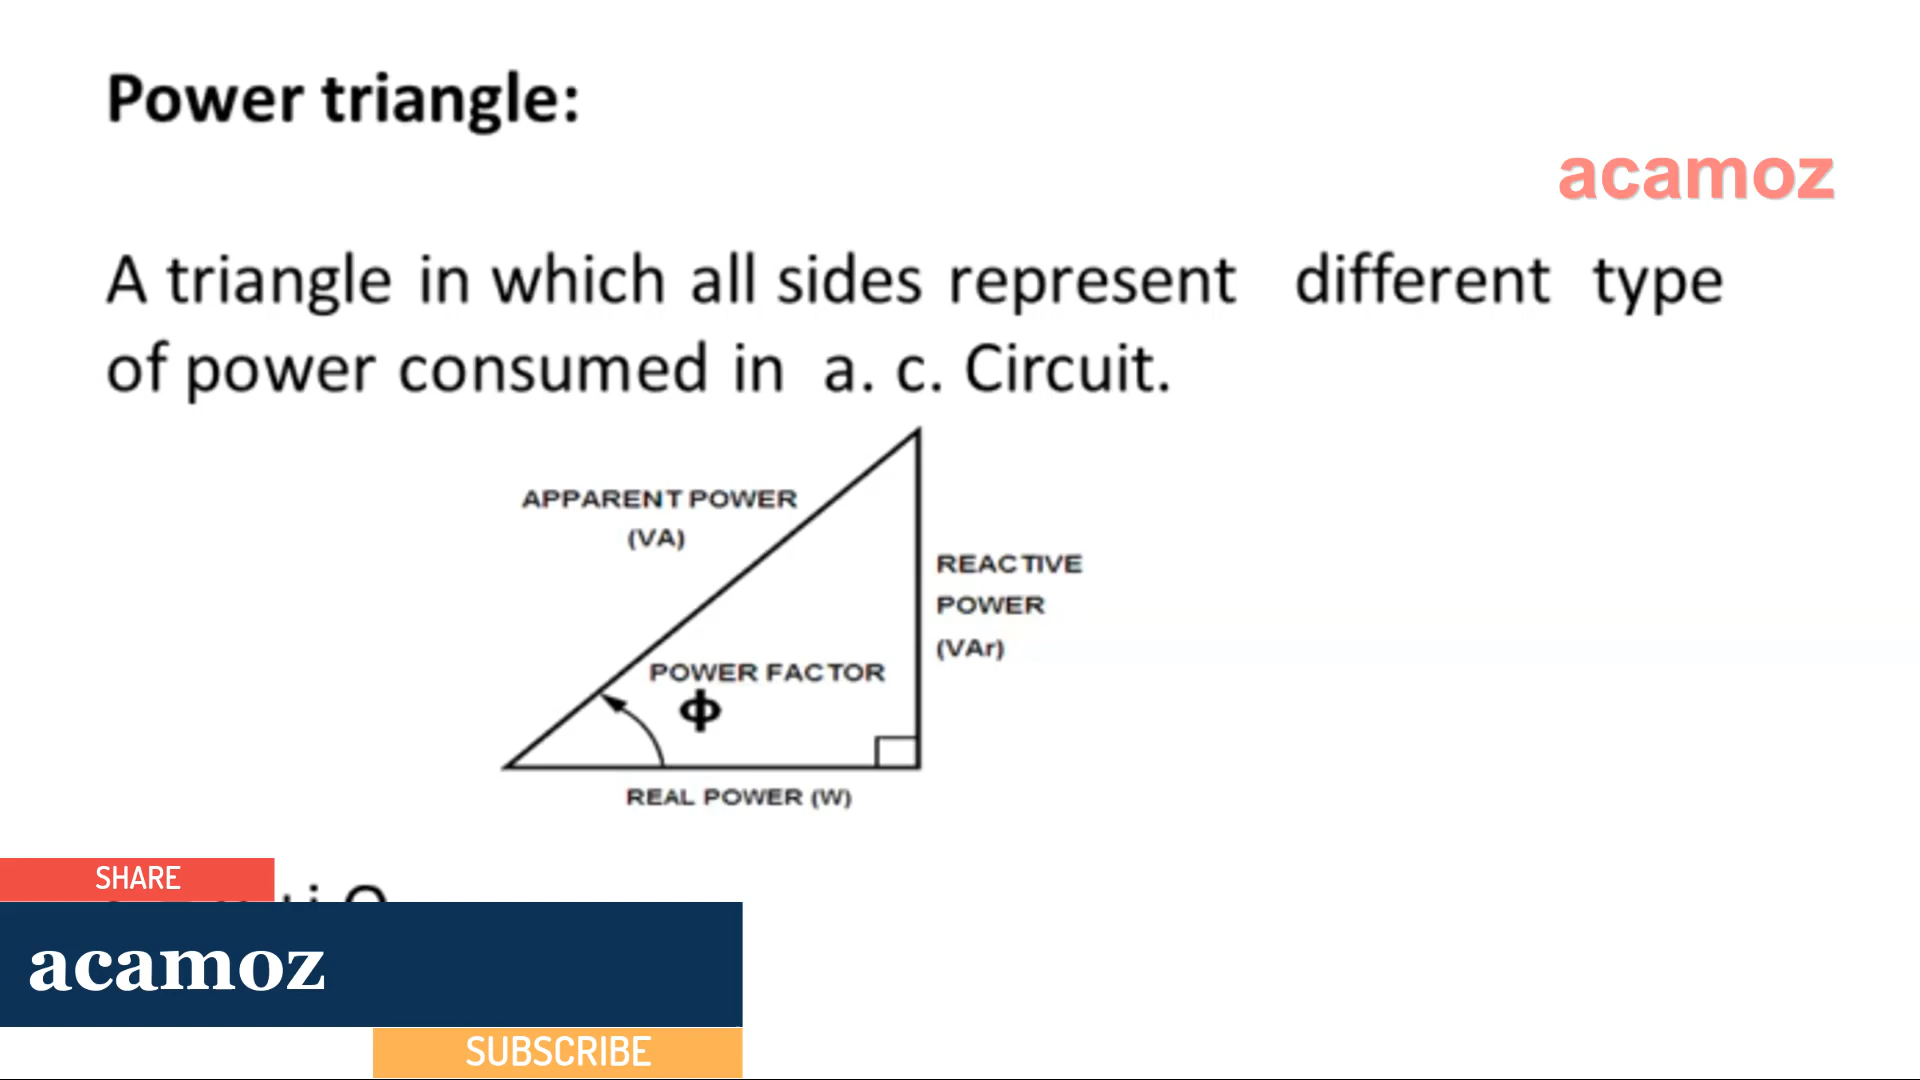 Power triangle:
acamoz
A triangle in which all sides represent different type
of power consumed in a. c. Circuit.
APPARENT POWER
(VA)
REACTIVE
POWER
(VAr)
POWER FACTOR
ϕ
REAL POWER (W)
SHARE
acamoz
SUBSCRIBE